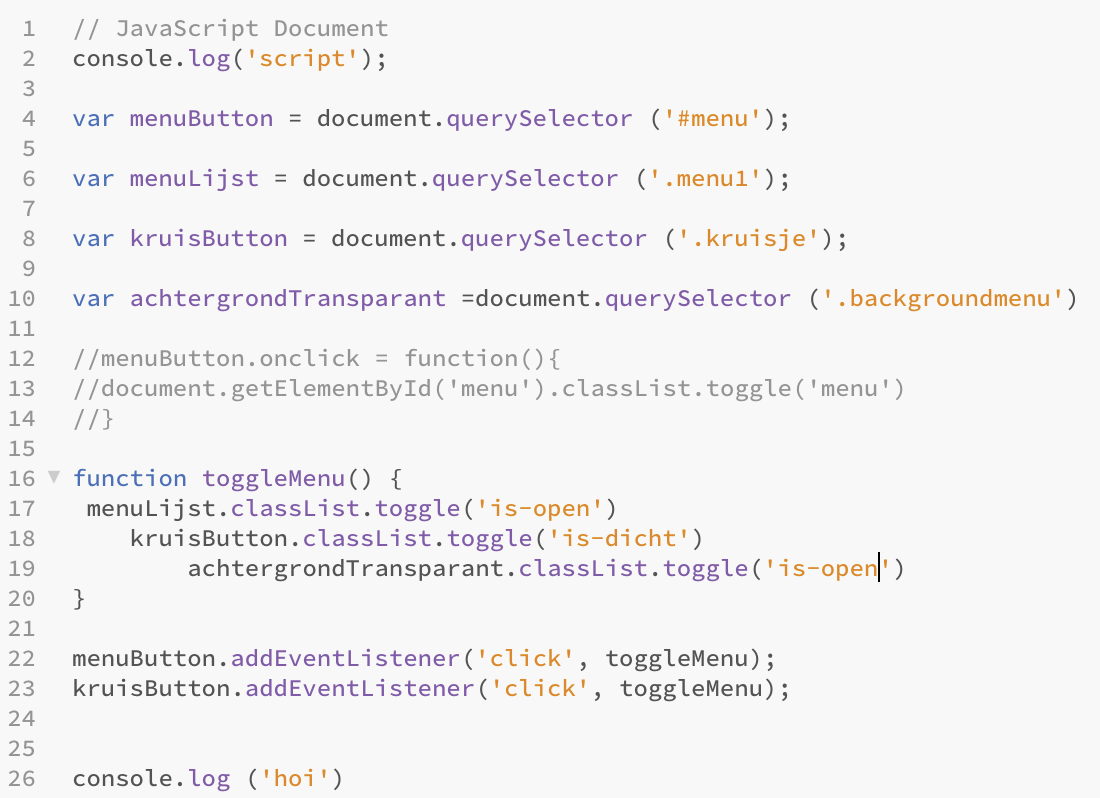 1 // JavaScript Document
2 console.log('script');
3
4 var menuButton = document.querySelector ('#menu');
5
6 var menuLijst = document.querySelector ('.menu1');
7
8 var kruisButton = document.querySelector ('.kruisje');
9
10 var achtergrondTransparant =document.querySelector ('.backgroundmenu')
11
12 //menuButton.onclick = function(){
13 //document.getElementById('menu').classList.toggle('menu')
14 //}
15
16 function toggleMenu() {
17  menuLijst.classList.toggle('is-open')
18     kruisButton.classList.toggle('is-dicht')
19         achtergrondTransparant.classList.toggle('is-open')
20 }
21
22 menuButton.addEventListener('click', toggleMenu);
23 kruisButton.addEventListener('click', toggleMenu);
24
25
26 console.log ('hoi')